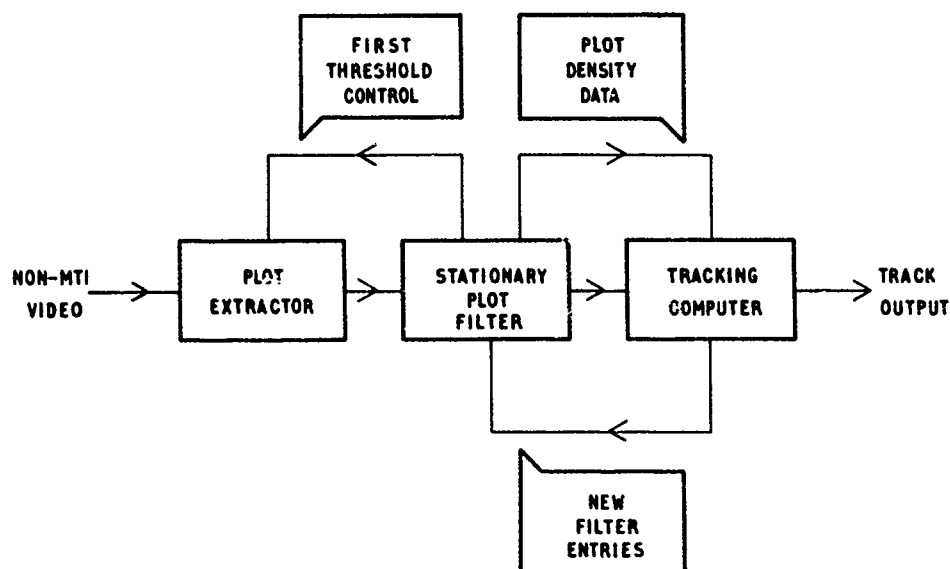 FIRST
THRESHOLD
CONTROL
PLOT
DENSITY
DATA
NON-MTI
VIDEO
PLOT
EXTRACTOR
STATIONARY
PLOT
FILTER
TRACKING
COMPUTER
TRACK
OUTPUT
NEW
FILTER
ENTRIES